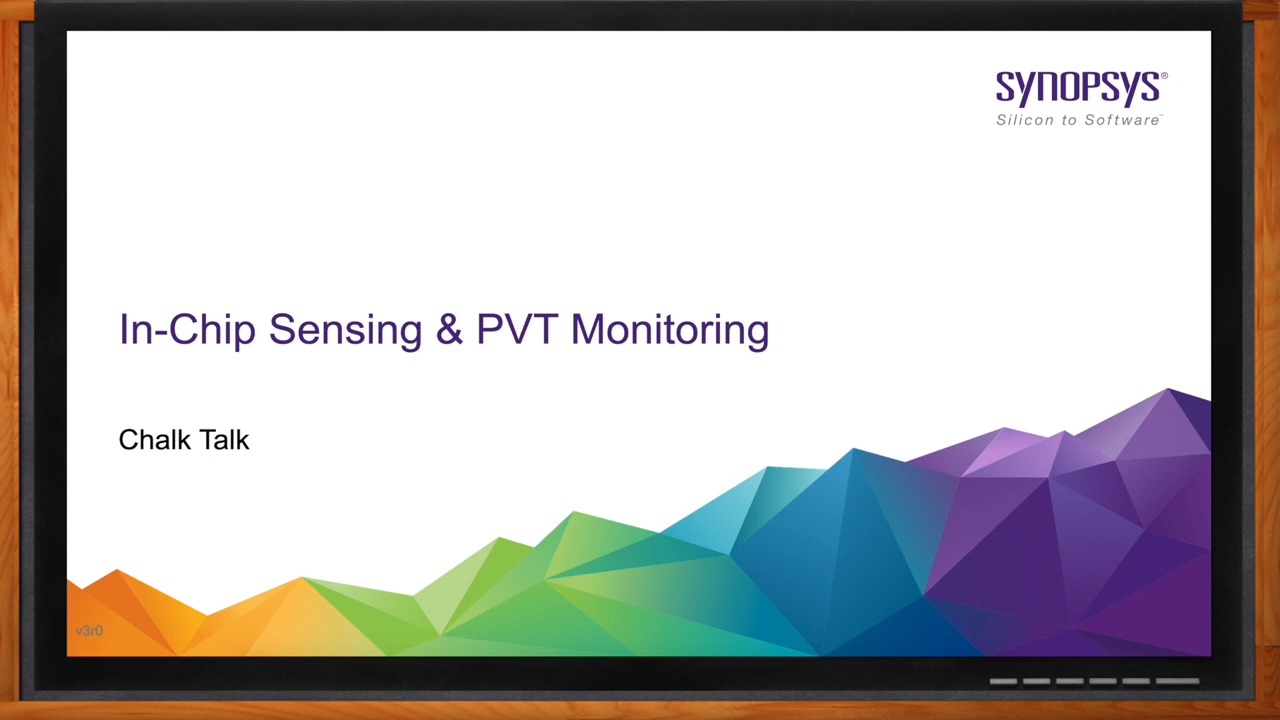 SYNOPSYS®
Silicon to Software™
In-Chip Sensing & PVT Monitoring
Chalk Talk
v3r0